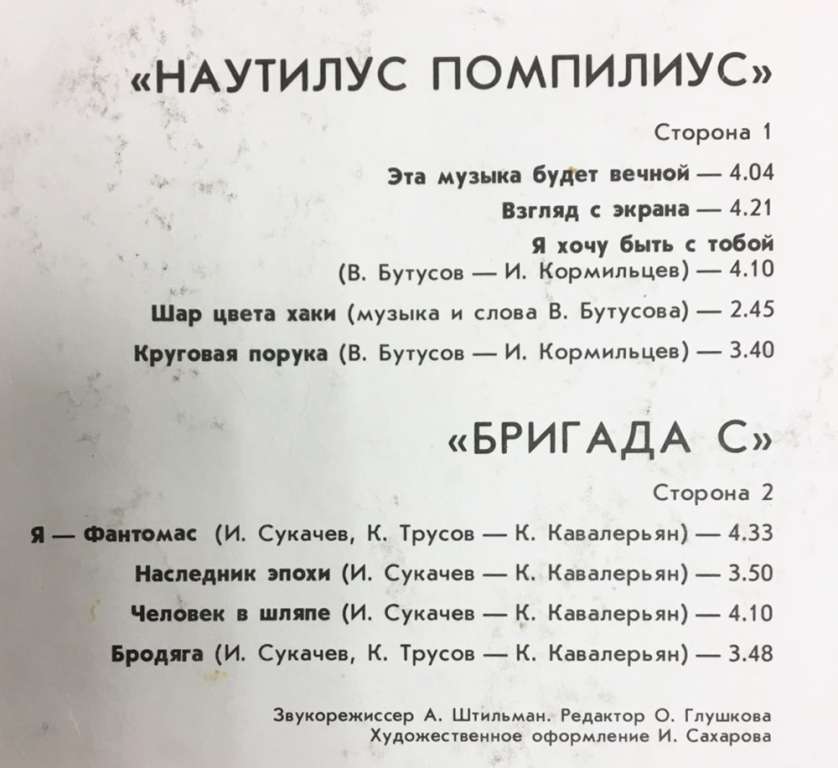 «НАУТИЛУС ПОМПИЛИУС»
Сторона 1
Эта музыка будет вечной — 4.04
Взгляд с экрана — 4.21
Я хочу быть с тобой
(В. Бутусов — И. Кормильцев) — 4.10
Шар цвета хаки (музыка и слова В. Бутусова) — 2.45
Круговая порука (В. Бутусов — И. Кормильцев) — 3.40
«БРИГАДА С»
Сторона 2
Я — Фантомас (И. Сукачев, К. Трусов — К. Кавалерьян) — 4.33
Наследник эпохи (И. Сукачев — К. Кавалерьян) — 3.50
Человек в шляпе (И. Сукачев — К. Кавалерьян) — 4.10
Бродяга (И. Сукачев, К. Трусов — К. Кавалерьян) — 3.48
Звукорежиссер А. Штильман. Редактор О. Глушкова
Художественное оформление И. Сахарова